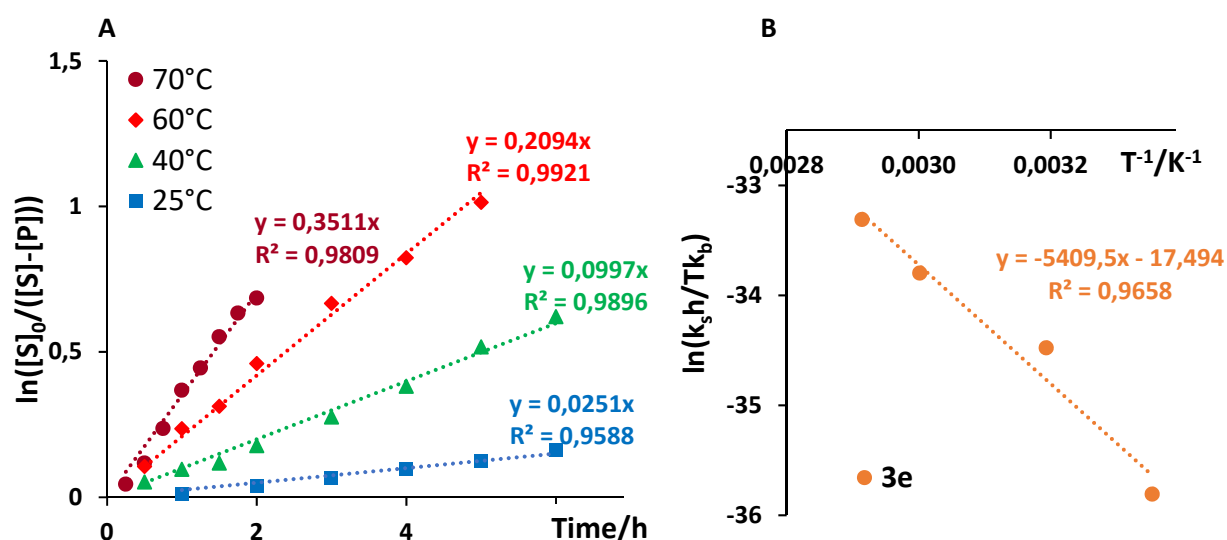 A
1,5
70°C
60°C
40°C
25°C
1
0,5
0
0
2
4
Time/h
ln([S]₀/([S]-[P]))
y = 0,2094x
R² = 0,9921
y = 0,3511x
R² = 0,9809
y = 0,0997x
R² = 0,9896
y = 0,0251x
R² = 0,9588
B
0,0028
0,0030
0,0032
T⁻¹/K⁻¹
-33
-34
-35
-36
ln(kₛh/Tk_b)
y = -5409,5x - 17,494
R² = 0,9658
3e